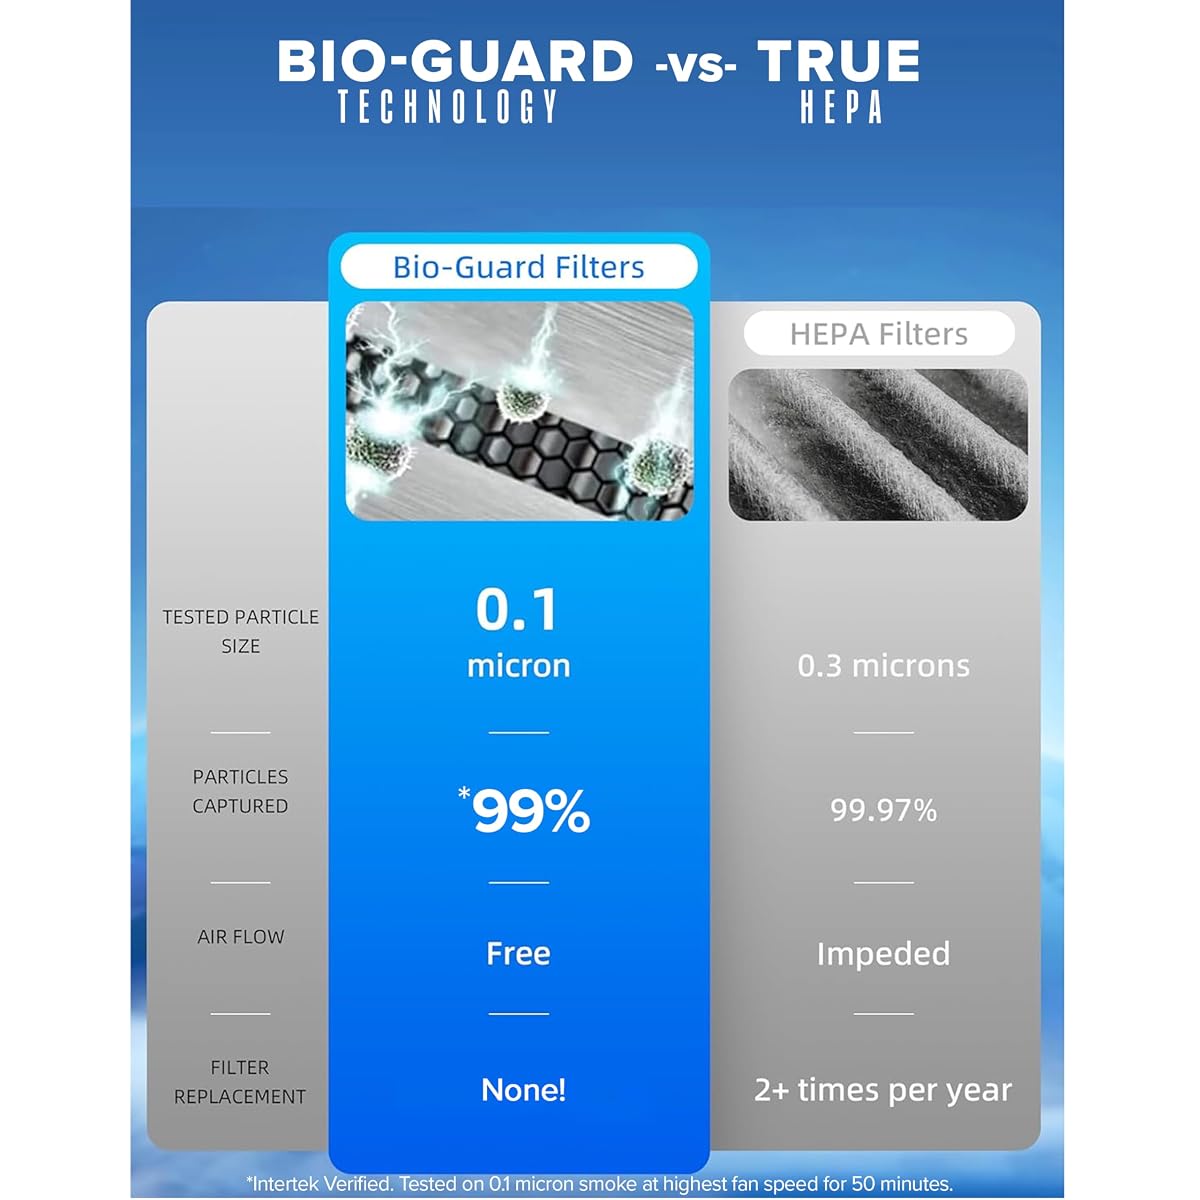 BIO-GUARD -vs- TRUE
TECHNOLOGY HEPA
Bio-Guard Filters
HEPA Filters
TESTED PARTICLE
SIZE
0.1
micron
0.3 microns
PARTICLES
CAPTURED
*99%
99.97%
AIR FLOW
Free
Impeded
FILTER
REPLACEMENT
None!
2+ times per year
*Intertek Verified. Tested on 0.1 micron smoke at highest fan speed for 50 minutes.